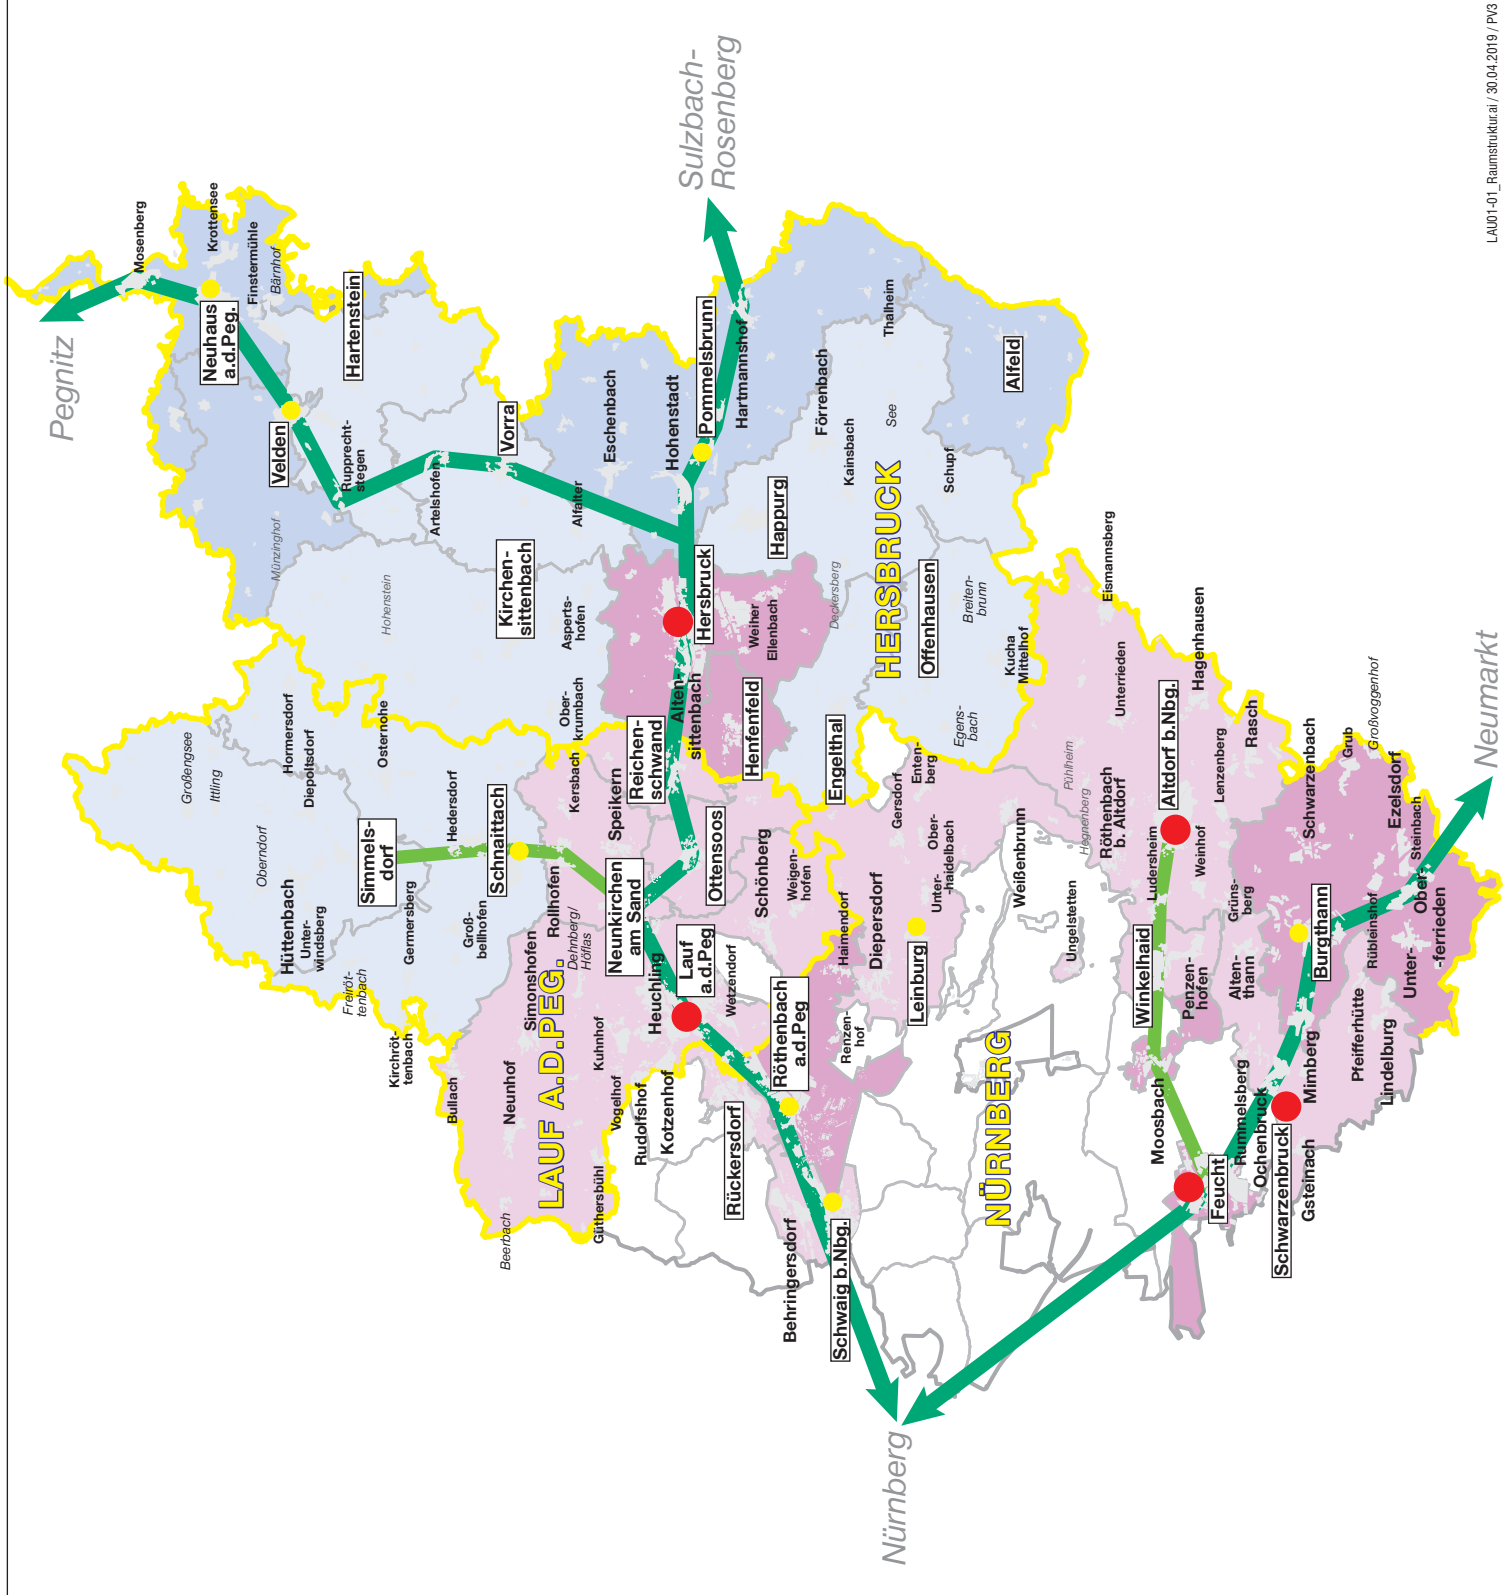 LAU01-01_Raumstruktur.ai / 30.04.2019 / PV3
Pegnitz
Mosenberg
Krottensee
Neuhaus
a.d.Peg.
Finstermühle
Bärnhof
Hartenstein
Velden
Rupprecht-
stegen
Münzinghof
Artelshofen
Vorra
Hohenstein
Kirchen-
sittenbach
Alfalter
Asperts-
hofen
Ober-
krumbach
Eschenbach
Hohenstadt
Pommelsbrunn
Hartmannshof
Sulzbach-
Rosenberg
Hersbruck
Alten-
sittenbach
Weiher
Ellenbach
Happurg
Förrenbach
Kainsbach
See
Thalheim
Schupf
Alfeld
Deckersberg
HERSBRUCK
Offenhausen
Breiten-
brunn
Kucha
Mittelhof
Egens-
bach
Engelthal
Henfenfeld
Reichen-
schwand
Ottensoos
Großengsee
Ittling
Hormersdorf
Diepoltsdorf
Osternohe
Oberndorf
Simmels-
dorf
Hedersdorf
Schnaittach
Hüttenbach
Unter-
windsberg
Germersberg
Groß-
bellhofen
Freiröt-
tenbach
Kirchröt-
tenbach
Kersbach
Speikern
Rollhofen
Neunkirchen
am Sand
Simonshofen
Dehnberg/
Höflas
LAUF A.D.PEG.
Heuchling
Lauf
a.d.Peg
Wetzendorf
Bullach
Neunhof
Kuhnhof
Vogelhof
Rudolfshof
Kotzenhof
Beerbach
Güthersbühl
Rückersdorf
Röthenbach
a.d.Peg
Renzen-
hof
Behringersdorf
Schwaig b.Nbg.
Schönberg
Weigen-
hofen
Haimendorf
Diepersdorf
Leinburg
Gersdorf
Enten-
berg
Ober-
Unter-
-haidelbach
Weißenbrunn
Ungelstetten
NÜRNBERG
Nürnberg
Eismannsberg
Unterrieden
Hagenhausen
Pühlheim
Hegnenberg
Röthenbach
b. Altdorf
Altdorf b.Nbg.
Lenzenberg
Rasch
Ludersheim
Weinhof
Grüns-
berg
Winkelhaid
Penzen-
hofen
Alten-
thann
Moosbach
Feucht
Rummelsberg
Ochenbruck
Schwarzenbruck
Gsteinach
Mimberg
Burgthann
Schwarzenbach
Grub
Großvoggenhof
Ezelsdorf
Steinbach
Ober-
Unter-
-ferrieden
Rübleinshof
Pfeifferhütte
Lindelburg
Neumarkt